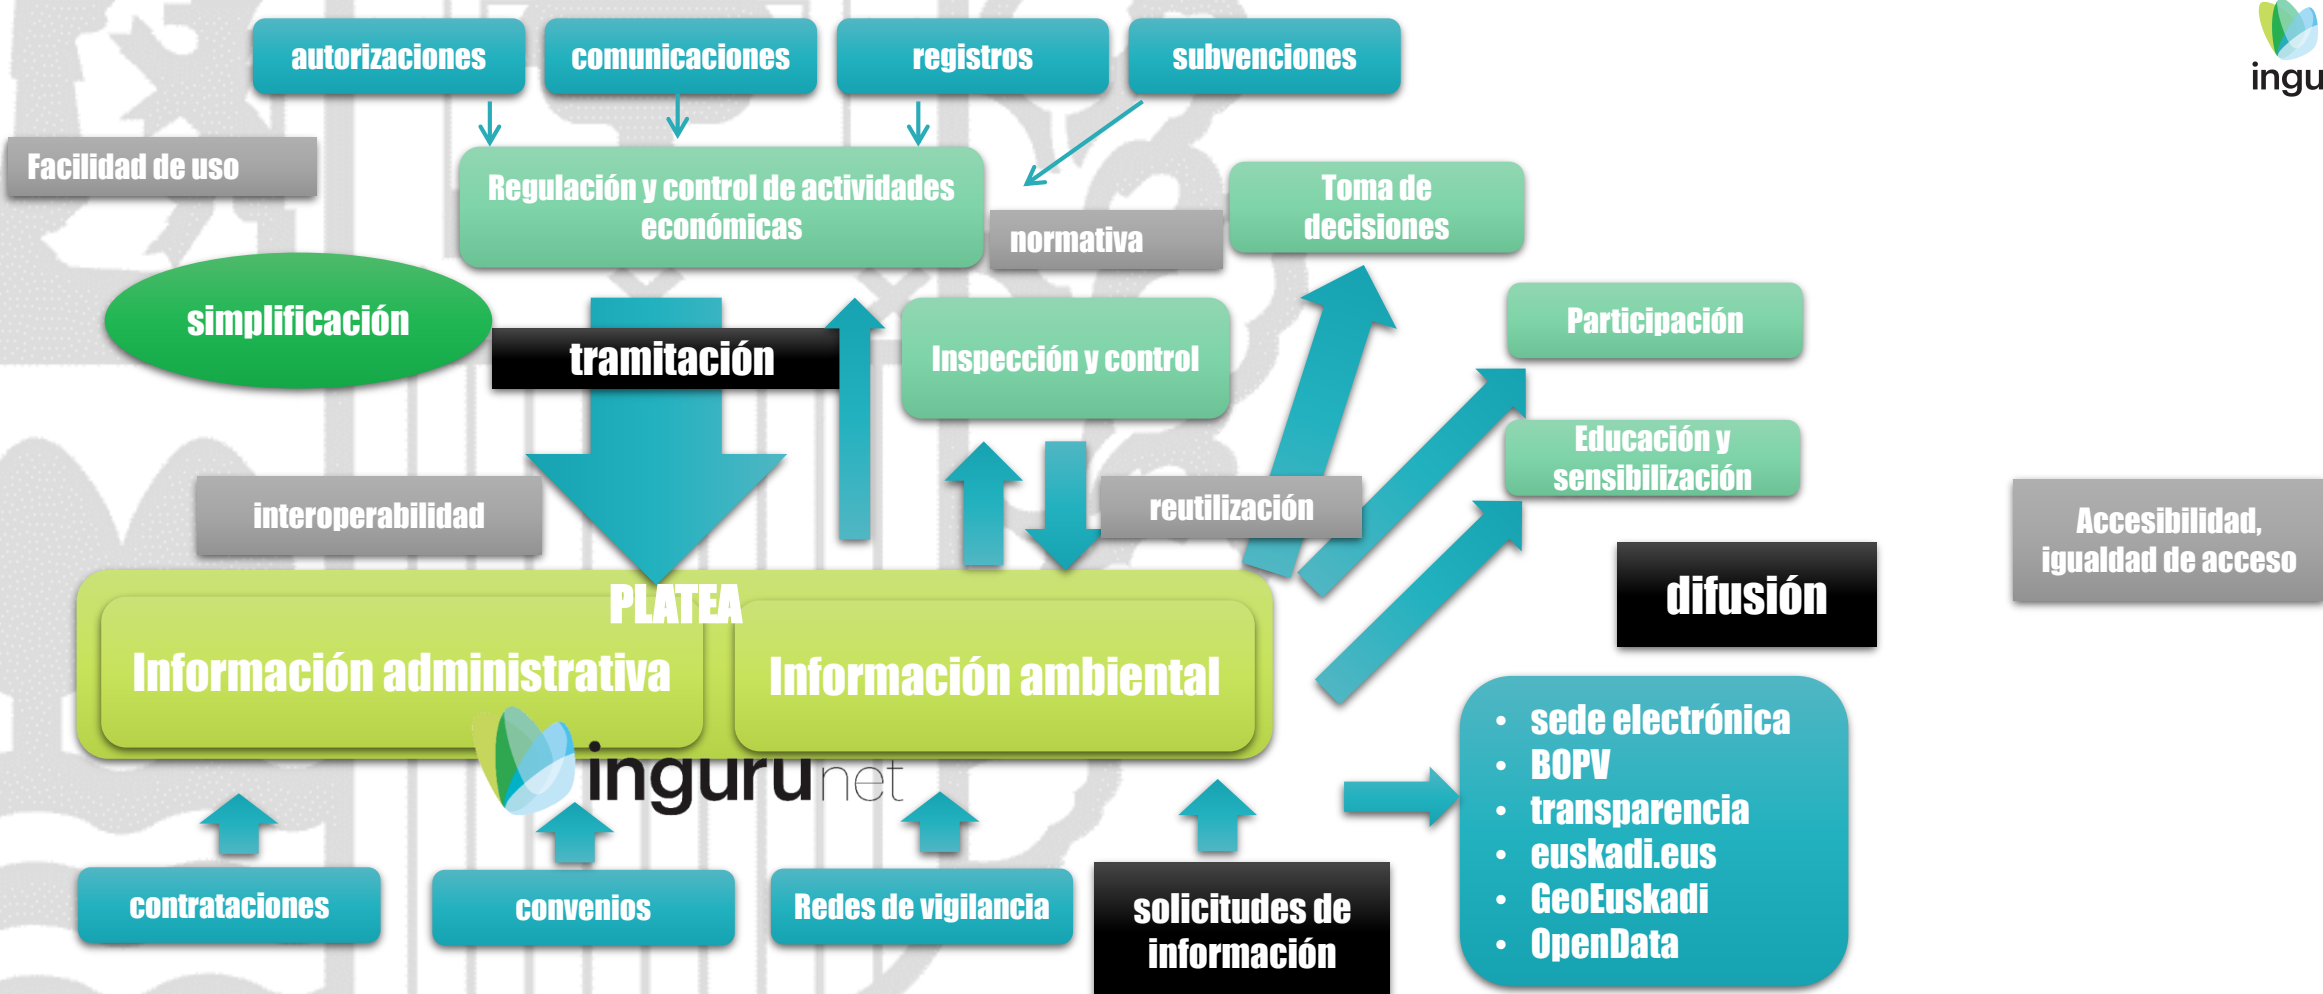 autorizaciones
comunicaciones
registros
subvenciones
ingu
Facilidad de uso
Regulación y control de actividades
económicas
normativa
Toma de
decisiones
simplificación
tramitación
Inspección y control
Participación
Educación y
sensibilización
interoperabilidad
reutilización
Accesibilidad,
igualdad de acceso
difusión
PLATEA
Información administrativa
Información ambiental
ingurunet
sede electrónica
BOPV
transparencia
euskadi.eus
GeoEuskadi
OpenData
contrataciones
convenios
Redes de vigilancia
solicitudes de
información